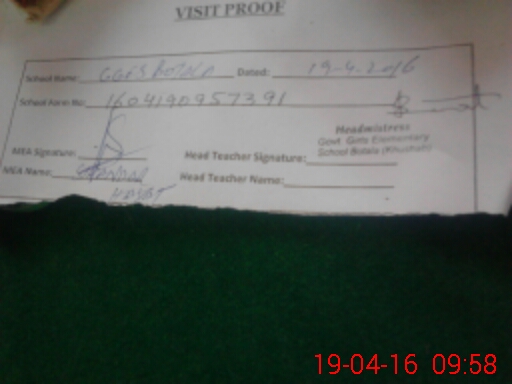 VISIT PROOF
School Name: GGES BOTALA Dated: 19-4-2016
School Form No: 1604190957391
Headmistress
Govt. Girls Elementary
School Botala (Khushab)
MEA Signature: Head Teacher Signature:
MEA Name: Head Teacher Name:
19-04-16 09:58